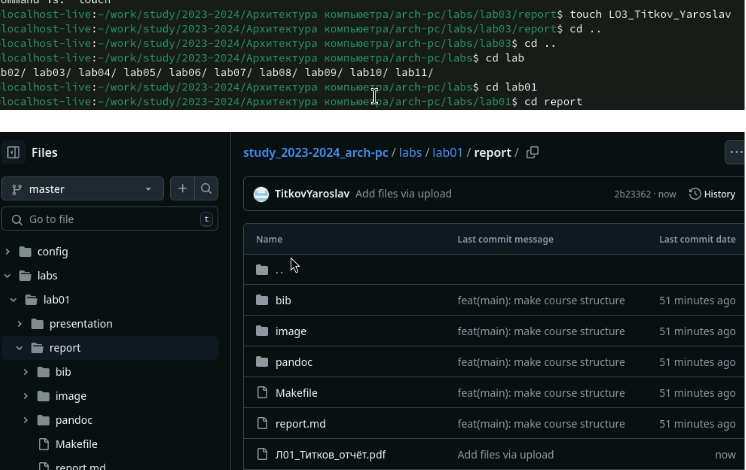 localhost-live:~/work/study/2023-2024/Архитектура компьюетра/arch-pc/labs/lab03/report$ touch LO3_Titkov_Yaroslav
localhost-live:~/work/study/2023-2024/Архитектура компьюетра/arch-pc/labs/lab03/report$ cd ..
localhost-live:~/work/study/2023-2024/Архитектура компьюетра/arch-pc/labs/lab03$ cd ..
localhost-live:~/work/study/2023-2024/Архитектура компьюетра/arch-pc/labs$ cd lab
b02/ lab03/ lab04/ lab05/ lab06/ lab07/ lab08/ lab09/ lab10/ lab11/
localhost-live:~/work/study/2023-2024/Архитектура компьюетра/arch-pc/labs$ cd lab01
localhost-live:~/work/study/2023-2024/Архитектура компьюетра/arch-pc/labs/lab01$ cd report
Files
master
Go to file
t
config
labs
lab01
presentation
report
bib
image
pandoc
Makefile
report.md
study_2023-2024_arch-pc / labs / lab01 / report /
TitkovYaroslav Add files via upload 2b23362 · now History
Name Last commit message Last commit date
..
bib feat(main): make course structure 51 minutes ago
image feat(main): make course structure 51 minutes ago
pandoc feat(main): make course structure 51 minutes ago
Makefile feat(main): make course structure 51 minutes ago
report.md feat(main): make course structure 51 minutes ago
Л01_Титков_отчёт.pdf Add files via upload now